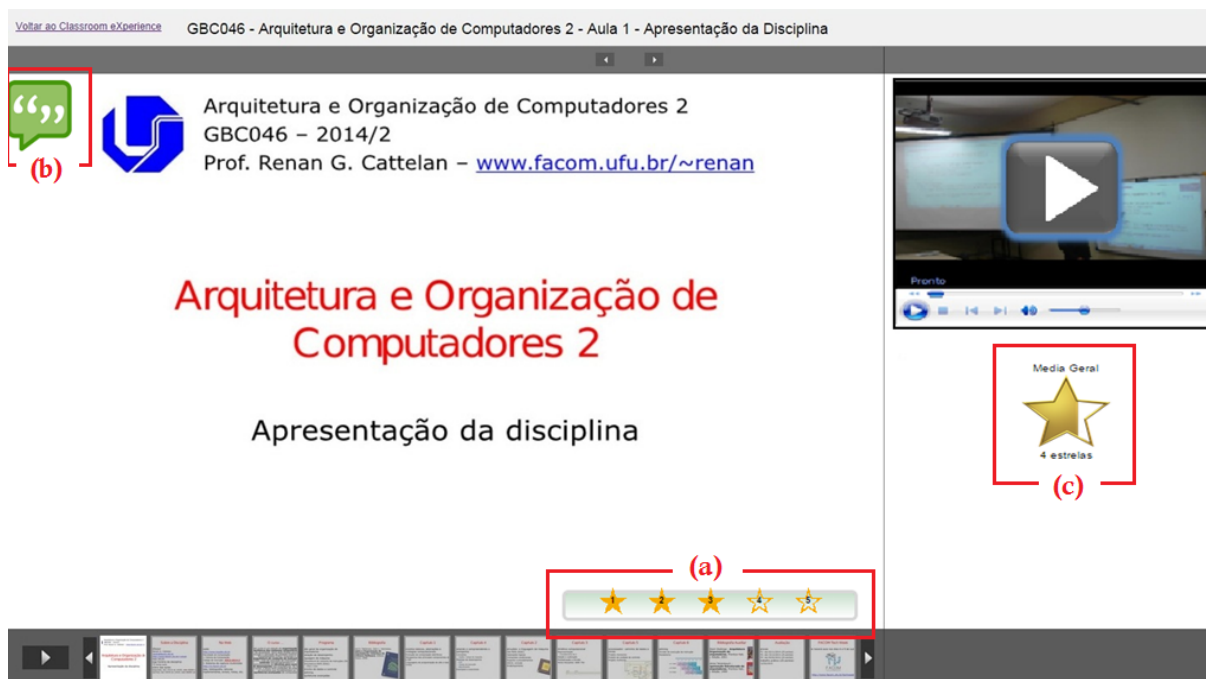 Voltar ao Classroom eXperience
GBC046 - Arquitetura e Organização de Computadores 2 - Aula 1 - Apresentação da Disciplina
(b)
Arquitetura e Organização de Computadores 2
GBC046 – 2014/2
Prof. Renan G. Cattelan – www.facom.ufu.br/~renan
Arquitetura e Organização de
Computadores 2
Apresentação da disciplina
Pronto
Media Geral
4 estrelas
(c)
(a)
1 2 3 4 5